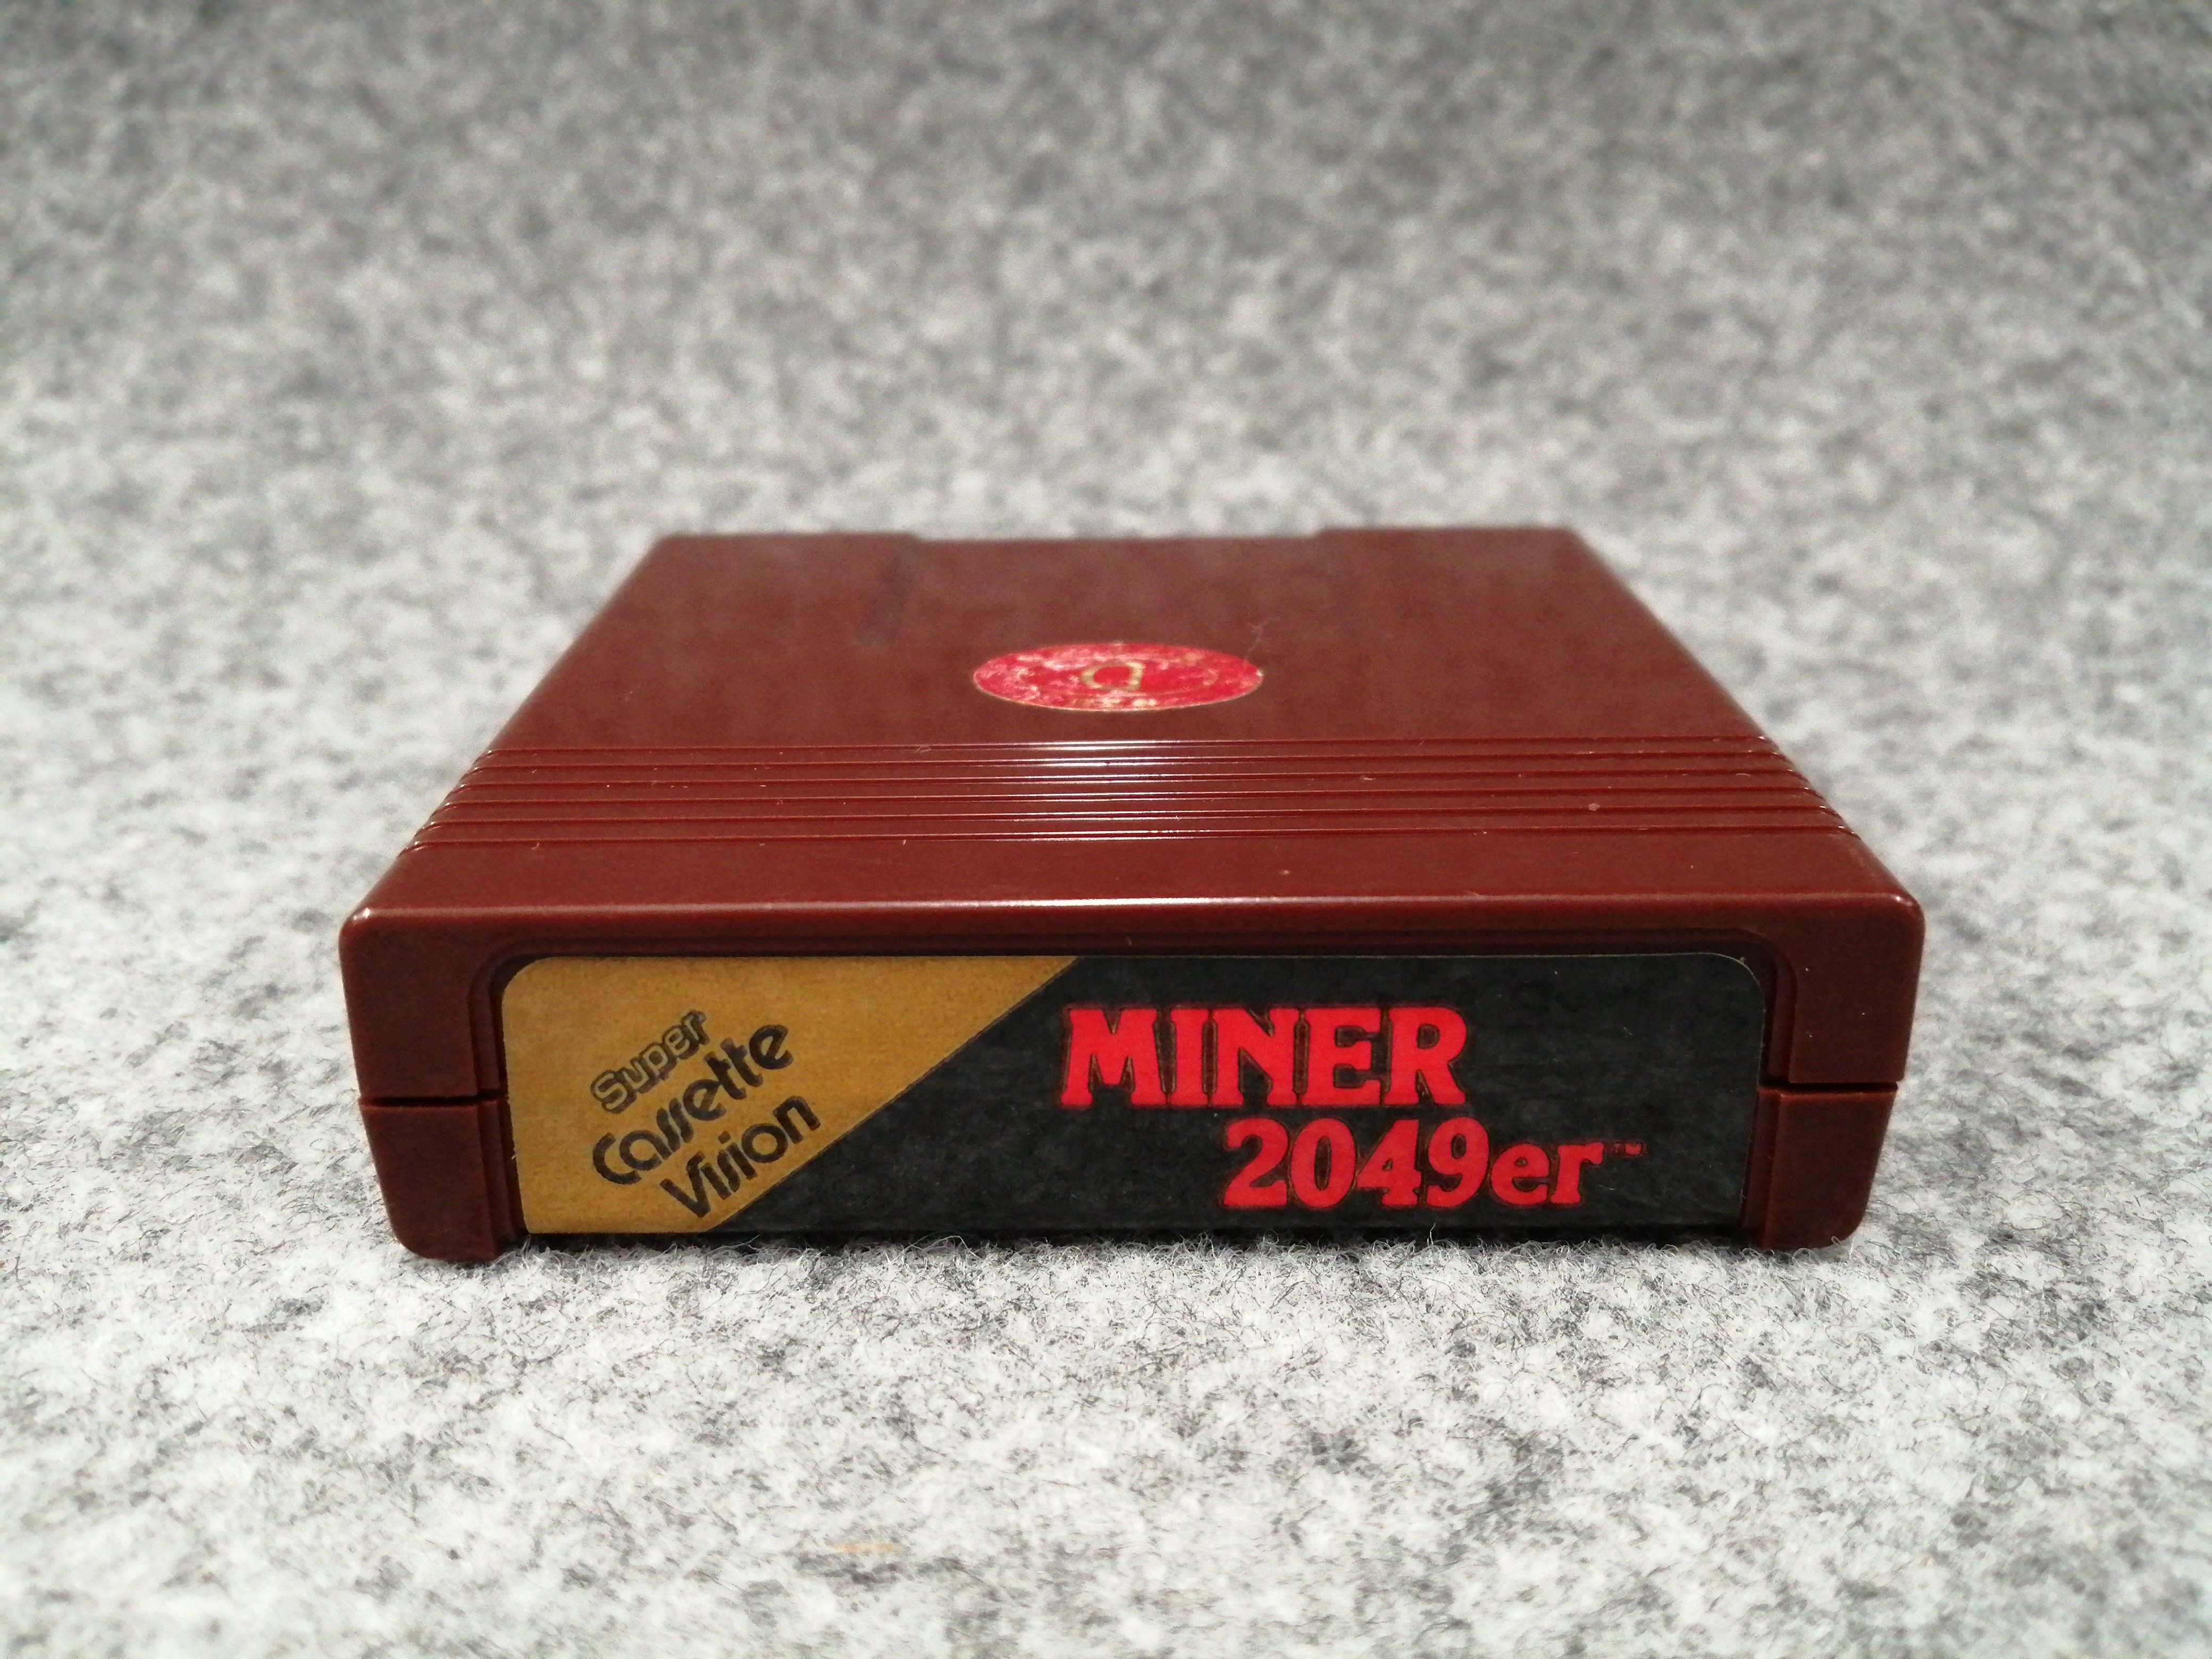 Super
Cassette
Vision
MINER
2049er™